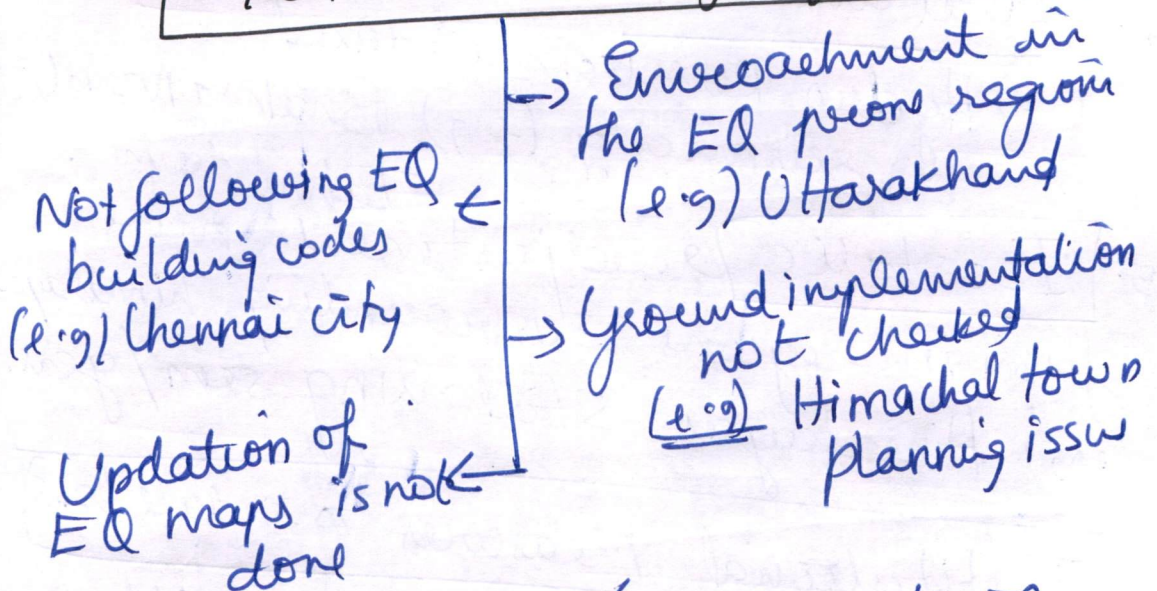 Encroachment in
the EQ prone region
(e.g) Uttarakhand
Not following EQ
building codes
(e.g) Chennai city
Ground implementation
not checked
(e.g) Himachal town
planning issu
Updation of
EQ maps is not
done